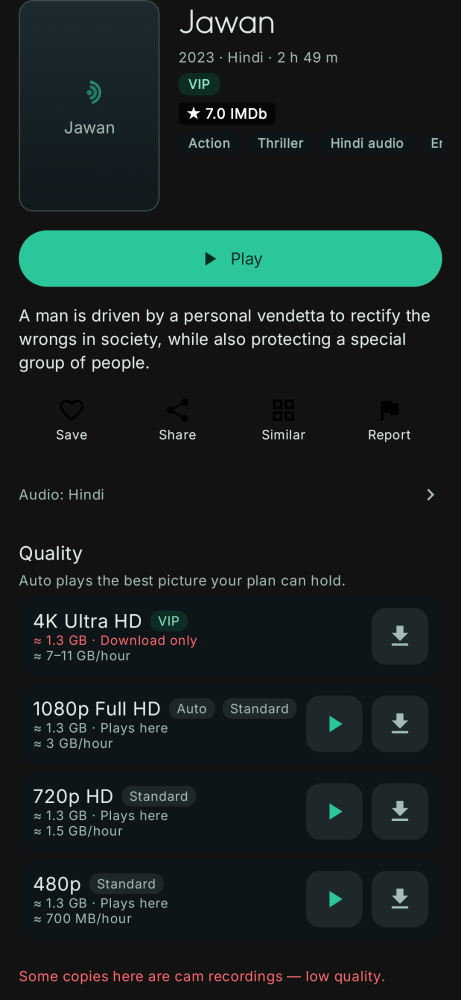 Jawan
2023 · Hindi · 2 h 49 m
VIP
★ 7.0 IMDb
Action Thriller Hindi audio
Jawan
Play
A man is driven by a personal vendetta to rectify the
wrongs in society, while also protecting a special
group of people.
Save Share Similar Report
Audio: Hindi
Quality
Auto plays the best picture your plan can hold.
4K Ultra HD VIP
≈ 1.3 GB · Download only
≈ 7–11 GB/hour
1080p Full HD Auto Standard
≈ 1.3 GB · Plays here
≈ 3 GB/hour
720p HD Standard
≈ 1.3 GB · Plays here
≈ 1.5 GB/hour
480p Standard
≈ 1.3 GB · Plays here
≈ 700 MB/hour
Some copies here are cam recordings — low quality.